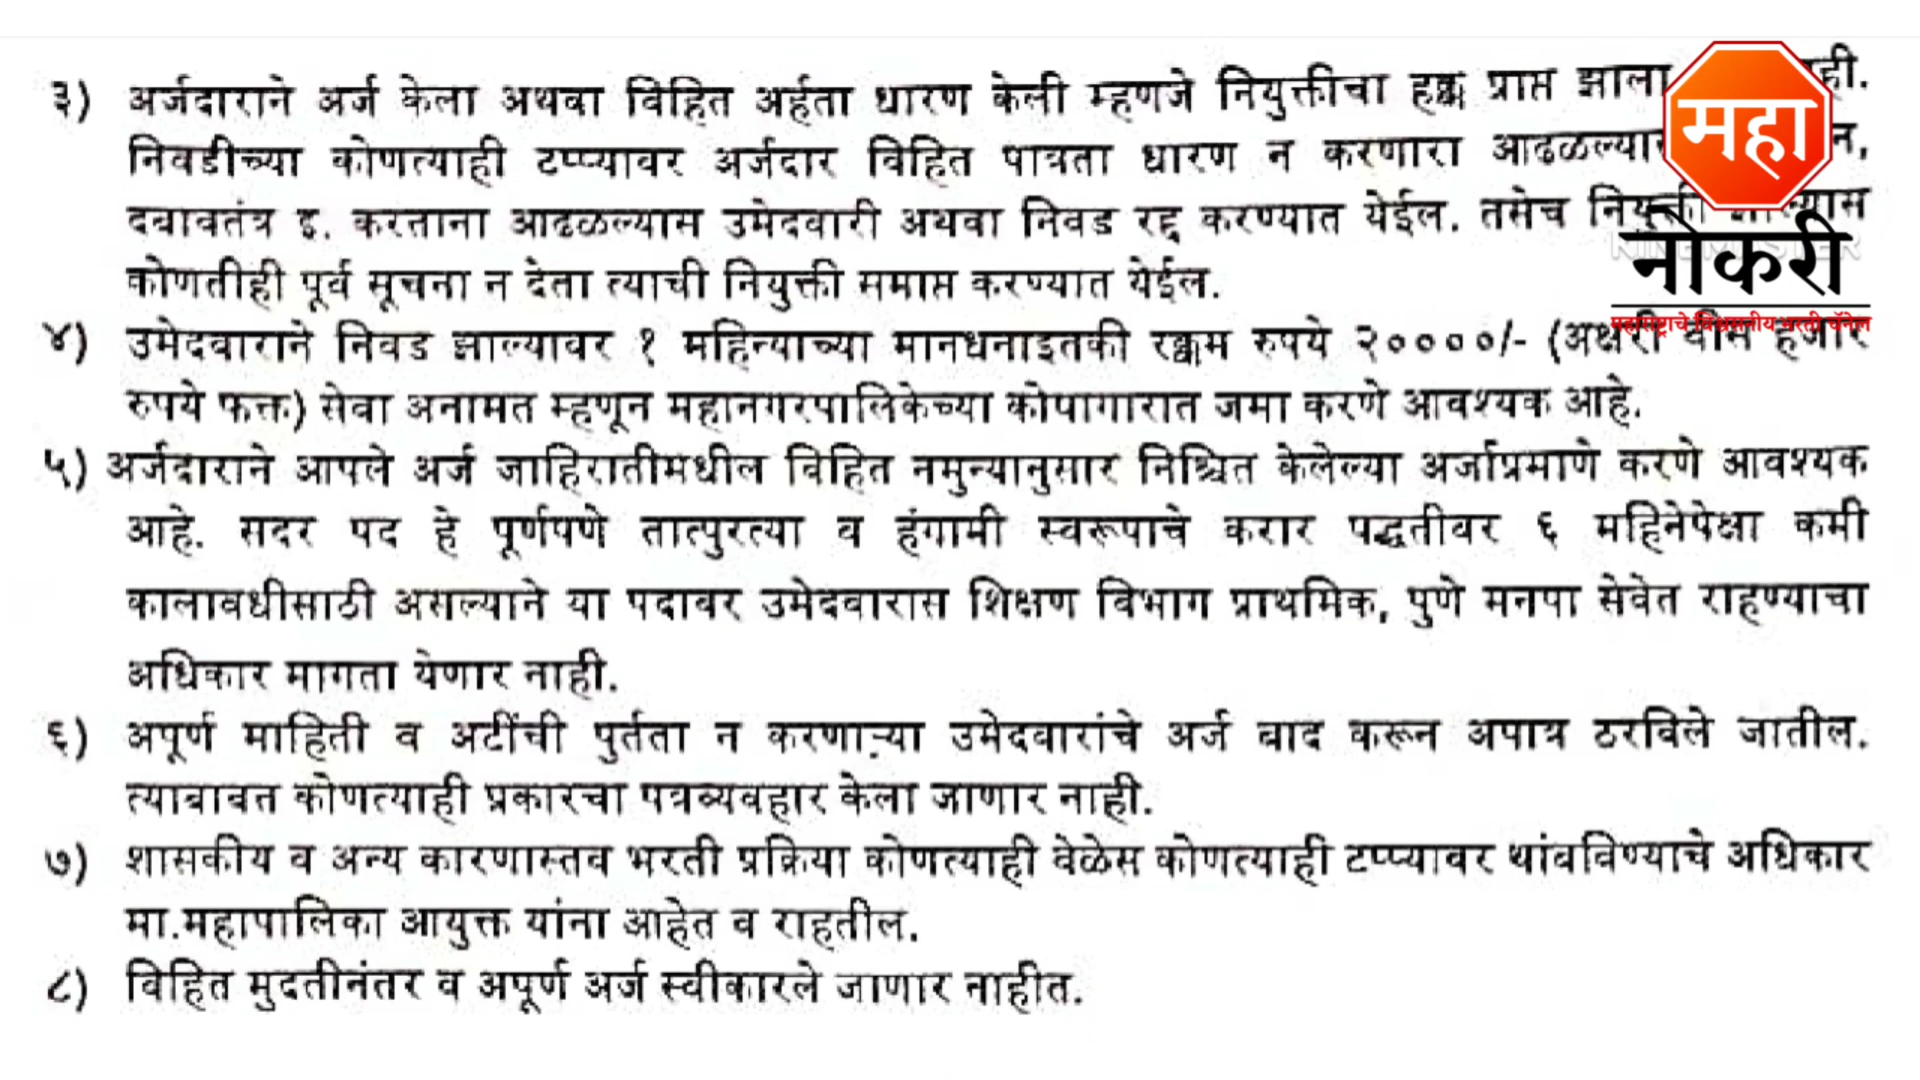 ३) अर्जदाराने अर्ज केला अथवा विहित अर्हता धारण केली म्हणजे नियुक्तीचा हक्क प्राप्त झाला
निवडीच्या कोणत्याही टप्प्यावर अर्जदार विहित पात्रता धारण न करणारा
दबावतंत्र इ. करताना आढळल्यास उमेदवारी अथवा निवड रद्द करण्यात येईल. तसेच नियुक्ती झाल्यास
कोणतीही पूर्व सूचना न देता त्याची नियुक्ती समाप्त करण्यात येईल.
४) उमेदवाराने निवड झाल्यावर १ महिन्याच्या मानधनाइतकी रक्कम रुपये २००००/- (अक्षरी वीस हजार
रुपये फक्त) सेवा अनामत म्हणून महानगरपालिकेच्या कोषागारात जमा करणे आवश्यक आहे.
५) अर्जदाराने आपले अर्ज जाहिरातीमधील विहित नमुन्यानुसार निश्चित केलेल्या अर्जाप्रमाणे करणे आवश्यक
आहे. सदर पद हे पूर्णपणे तात्पुरत्या व हंगामी स्वरूपाचे करार पद्धतीवर ६ महिनेपेक्षा कमी
कालावधीसाठी असल्याने या पदावर उमेदवारास शिक्षण विभाग प्राथमिक, पुणे मनपा सेवेत राहण्याचा
अधिकार मागता येणार नाही.
६) अपूर्ण माहिती व अटींची पुर्तता न करणाऱ्या उमेदवारांचे अर्ज बाद करून अपात्र ठरविले जातील.
त्याबाबत कोणत्याही प्रकारचा पत्रव्यवहार केला जाणार नाही.
७) शासकीय व अन्य कारणास्तव भरती प्रक्रिया कोणत्याही वेळेस कोणत्याही टप्प्यावर थांबविण्याचे अधिकार
मा.महापालिका आयुक्त यांना आहेत व राहतील.
८) विहित मुदतीनंतर व अपूर्ण अर्ज स्वीकारले जाणार नाहीत.
महा
नोकरी
महाराष्ट्राचे विश्वसनीय भरती चॅनेल